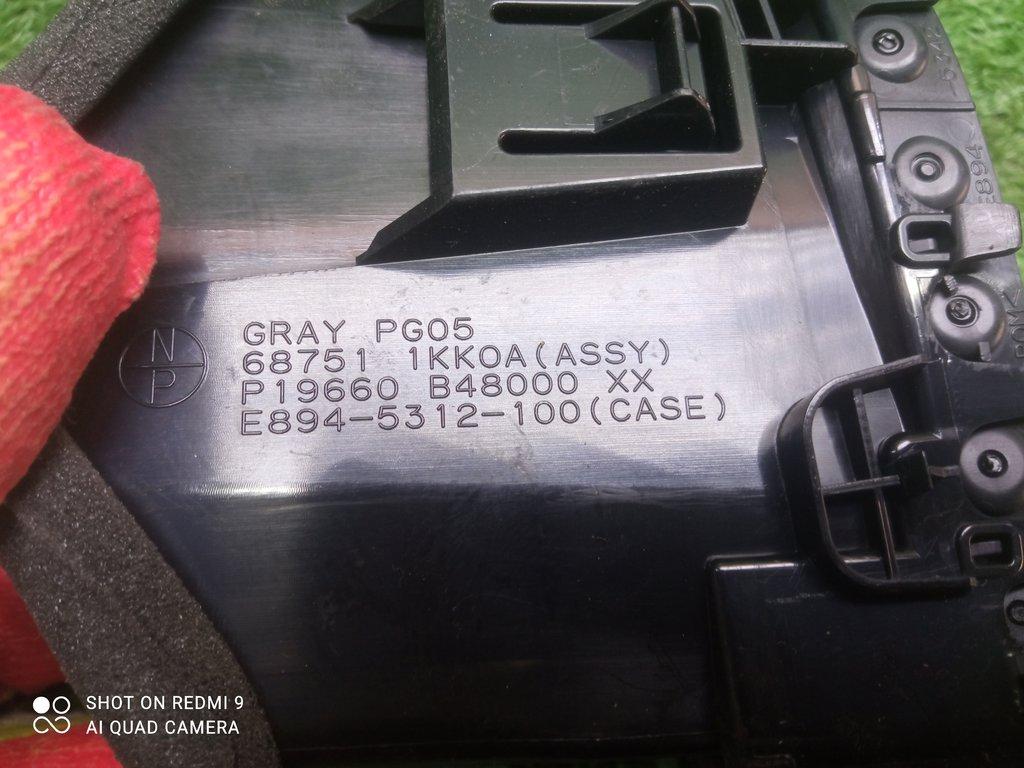 GRAY PG05
68751 1KK0A(ASSY)
P19660 B48000 XX
E894-5312-100(CASE)
N
P
E894
SHOT ON REDMI 9
AI QUAD CAMERA